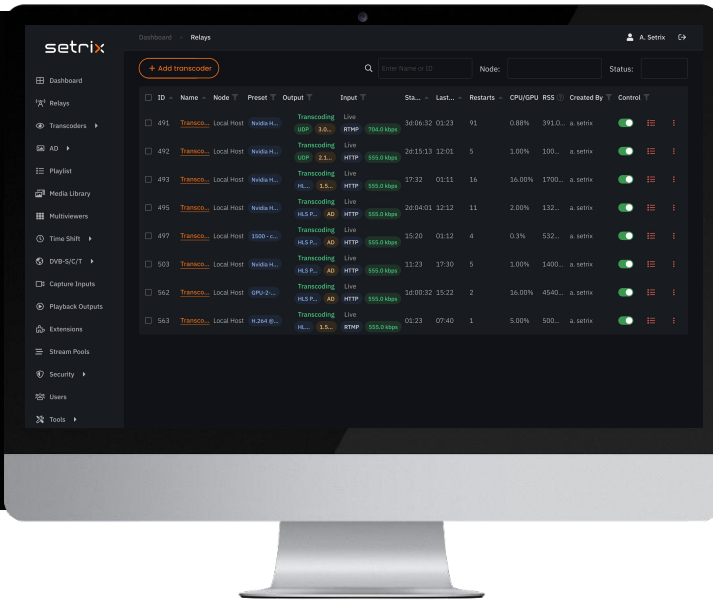 setrix
Dashboard - Relays
A. Setrix
+ Add transcoder
Enter Name or ID
Node:
Status:
Dashboard
Relays
Transcoders
AD
Playlist
Media Library
Multiviewers
Time Shift
DVB-S/C/T
Capture Inputs
Playback Outputs
Extensions
Stream Pools
Security
Users
Tools
ID Name Node Preset Output Input Sta... Last... Restarts CPU/GPU RSS Created By Control
Transcoding Live
491 Transco... Local Host Nvidia H... 3d:06:32 01:23 91 0.88% 391.0... a. setrix
UDP 3.0... RTMP 704.0 kbps
Transcoding Live
492 Transco... Local Host Nvidia H... 2d:15:13 12:01 5 1.00% 100... a. setrix
UDP 2.1... HTTP 555.0 kbps
Transcoding Live
493 Transco... Local Host Nvidia H... 17:32 01:11 16 16.00% 1700... a. setrix
HL... 1.5... HTTP 555.0 kbps
Transcoding Live
495 Transco... Local Host Nvidia H... 2d:04:01 12:12 11 2.00% 132... a. setrix
HLS P... AD HTTP 555.0 kbps
Transcoding Live
497 Transco... Local Host 1500 - c... 15:20 01:12 4 0.3% 532... a. setrix
HLS P... AD HTTP 555.0 kbps
Transcoding Live
503 Transco... Local Host Nvidia H... 11:23 17:30 5 1.00% 1400... a. setrix
HLS P... AD HTTP 555.0 kbps
Transcoding Live
562 Transco... Local Host GPU-2-... 1d:00:32 15:22 2 16.00% 4540... a. setrix
HLS P... AD HTTP 555.0 kbps
Transcoding Live
563 Transco... Local Host H.264 @... 01:23 07:40 1 5.00% 500... a. setrix
HL... 1.5... RTMP 555.0 kbps